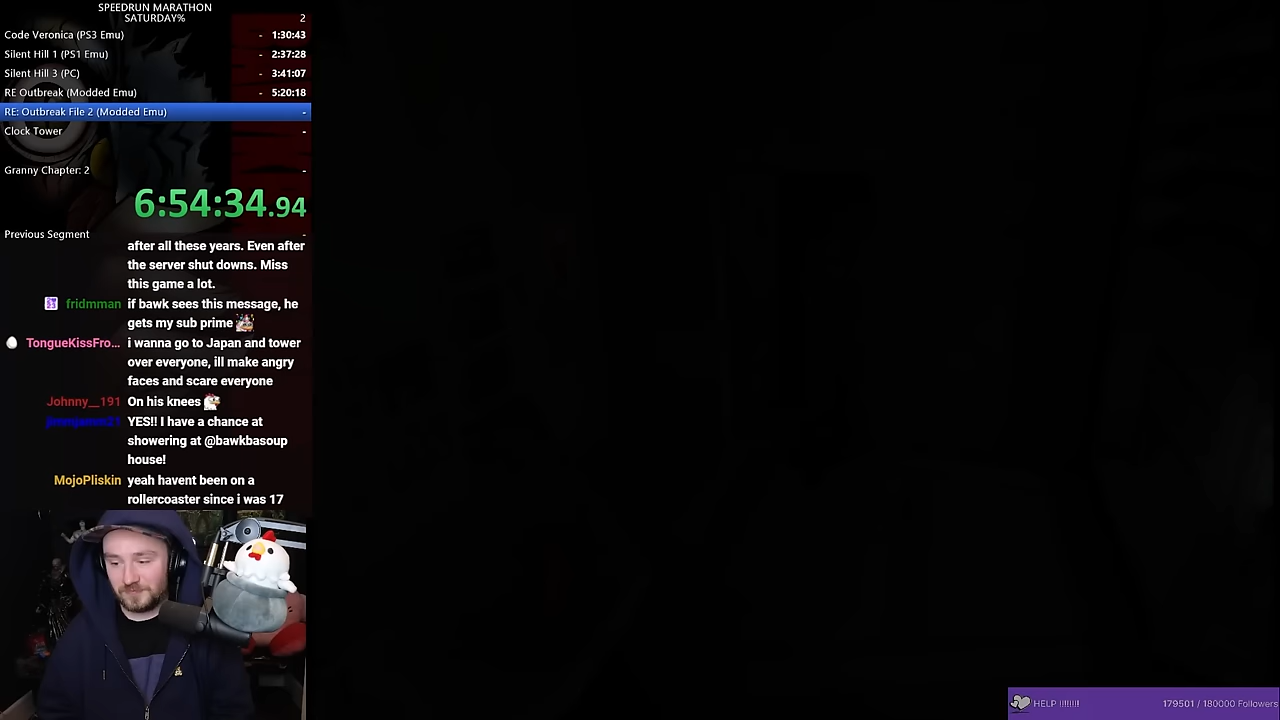 SPEEDRUN MARATHON
SATURDAY%
2
Code Veronica (PS3 Emu) - 1:30:43
Silent Hill 1 (PS1 Emu) - 2:37:28
Silent Hill 3 (PC) - 3:41:07
RE Outbreak (Modded Emu) - 5:20:18
RE: Outbreak File 2 (Modded Emu) -
Clock Tower -
Granny Chapter: 2 -
6:54:34.94
Previous Segment -
after all these years. Even after
the server shut downs. Miss
this game a lot.
fridmman if bawk sees this message, he
gets my sub prime
TongueKissFro... i wanna go to Japan and tower
over everyone, ill make angry
faces and scare everyone
Johnny__191 On his knees
YES!! I have a chance at
showering at @bawkbasoup
house!
MojoPliskin yeah havent been on a
rollercoaster since i was 17
HELP !!!!!!! 179501 / 180000 Followers